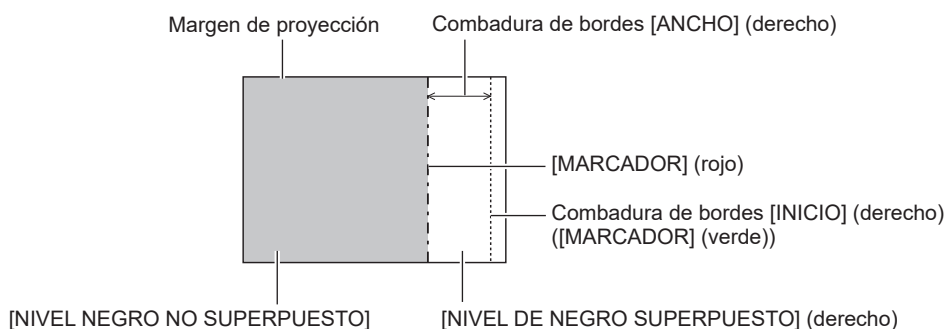 Margen de proyección
Combadura de bordes [ANCHO] (derecho)
[MARCADOR] (rojo)
Combadura de bordes [INICIO] (derecho)
([MARCADOR] (verde))
[NIVEL NEGRO NO SUPERPUESTO]
[NIVEL DE NEGRO SUPERPUESTO] (derecho)